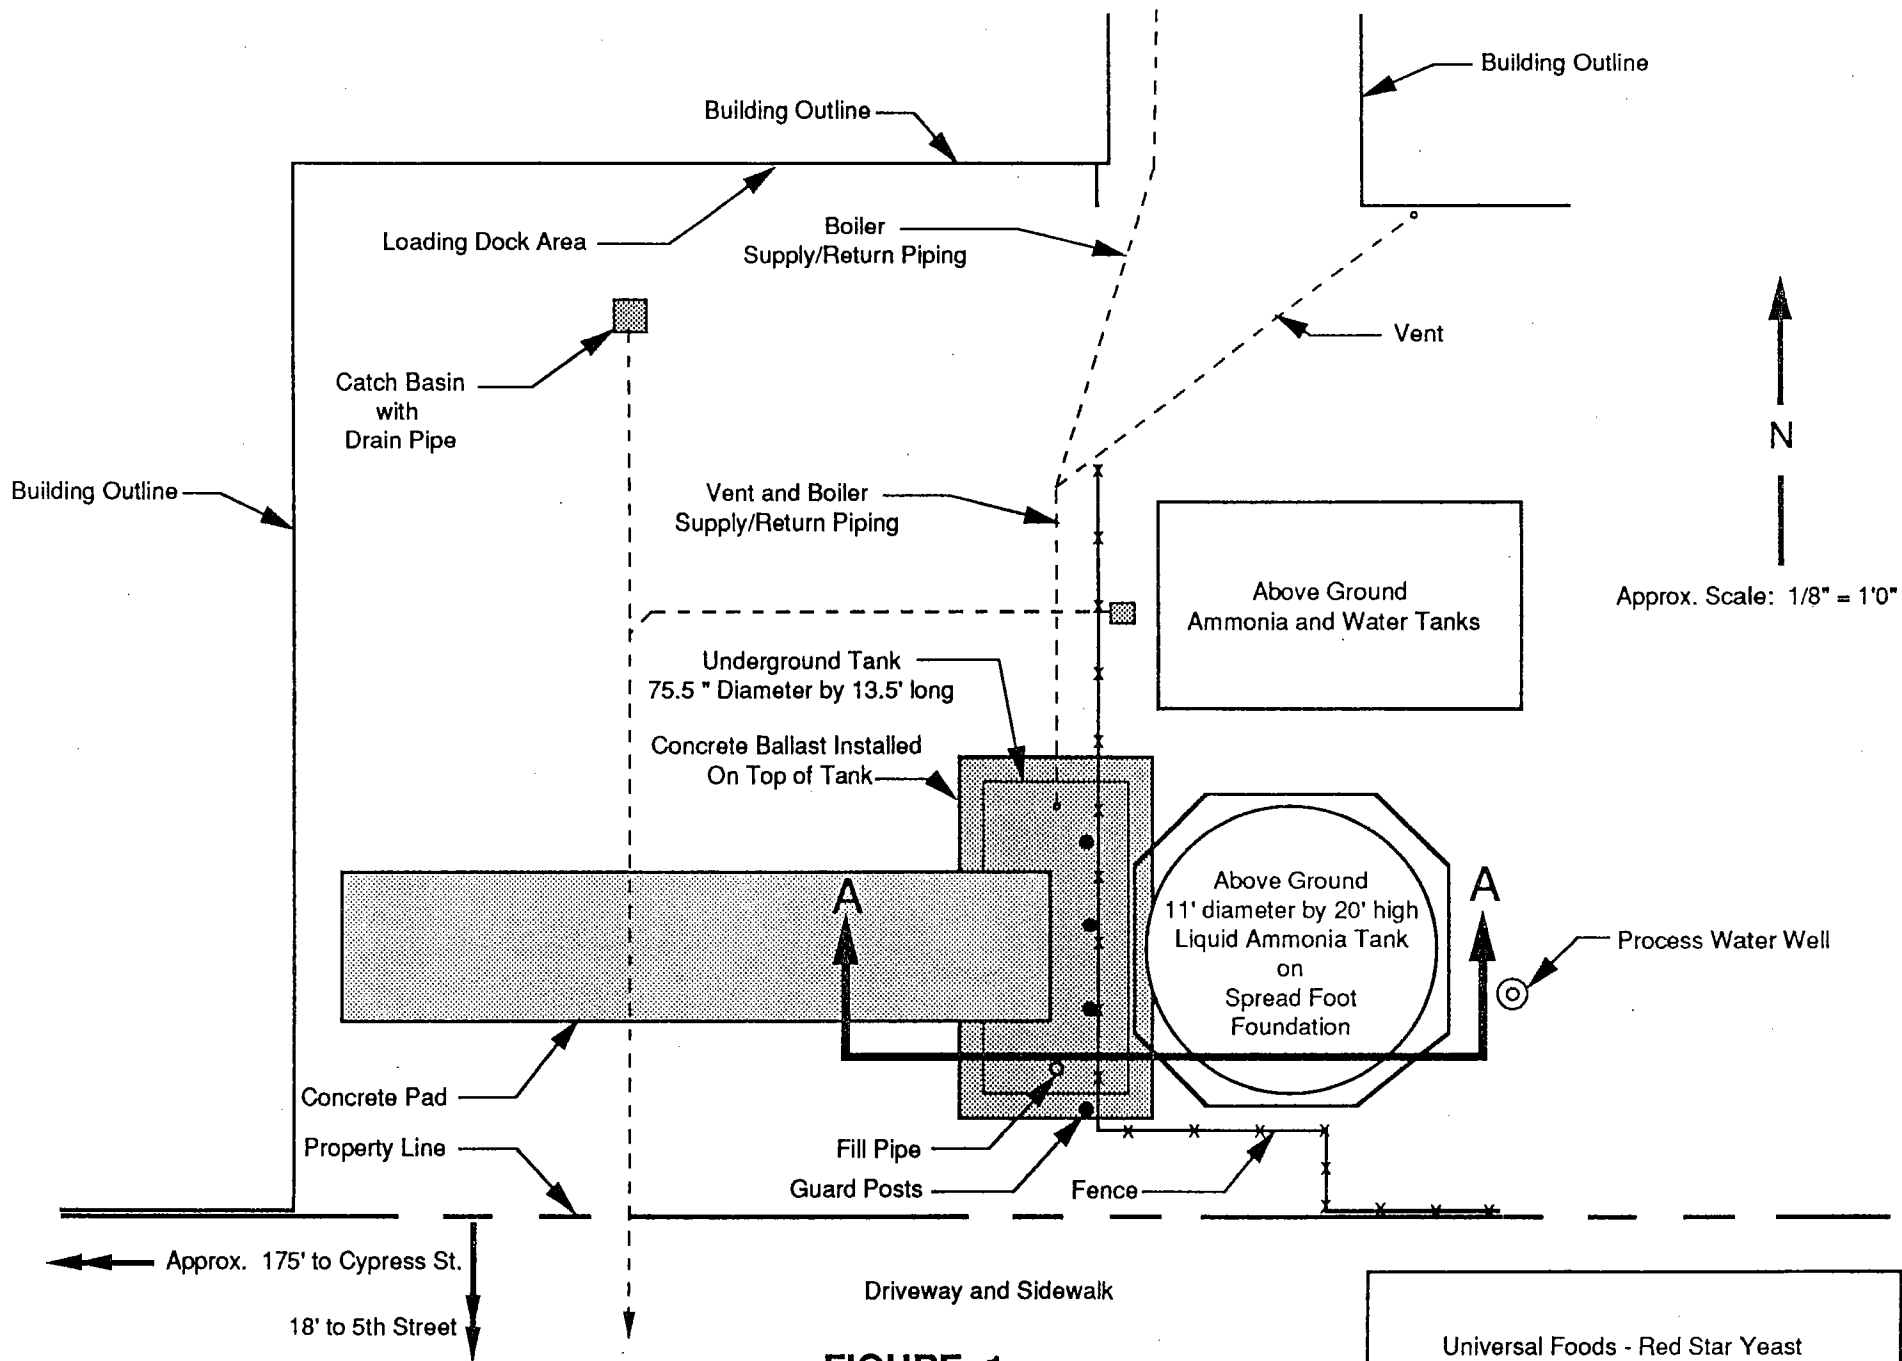 Building Outline
Building Outline
Boiler
Supply/Return Piping
Loading Dock Area
Vent
Catch Basin
with
Drain Pipe
N
Building Outline
Vent and Boiler
Supply/Return Piping
Above Ground
Ammonia and Water Tanks
Approx. Scale: 1/8" = 1'0"
Underground Tank
75.5 " Diameter by 13.5' long
Concrete Ballast Installed
On Top of Tank
A
A
Above Ground
11' diameter by 20' high
Liquid Ammonia Tank
on
Spread Foot
Foundation
Process Water Well
Concrete Pad
Property Line
Fill Pipe
Guard Posts
Fence
Approx. 175' to Cypress St.
Driveway and Sidewalk
18' to 5th Street
FIGURE 1
Universal Foods - Red Star Yeast